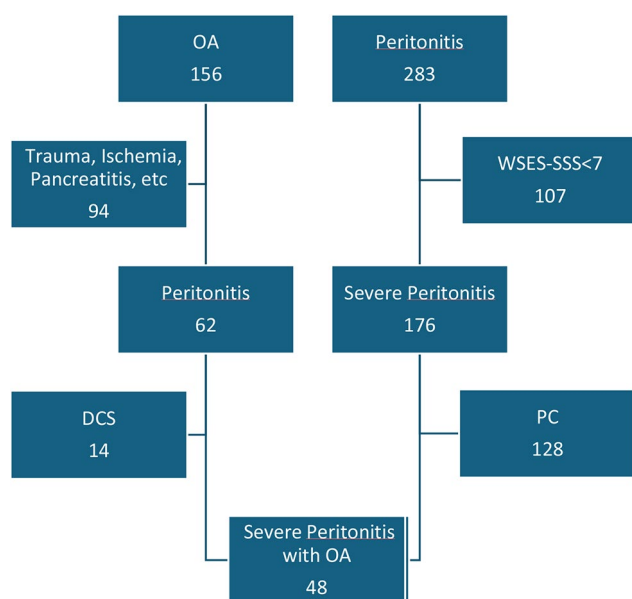 OA
156
Peritonitis
283
Trauma, Ischemia,
Pancreatitis, etc
94
WSES-SSS<7
107
Peritonitis
62
Severe Peritonitis
176
DCS
14
PC
128
Severe Peritonitis
with OA
48